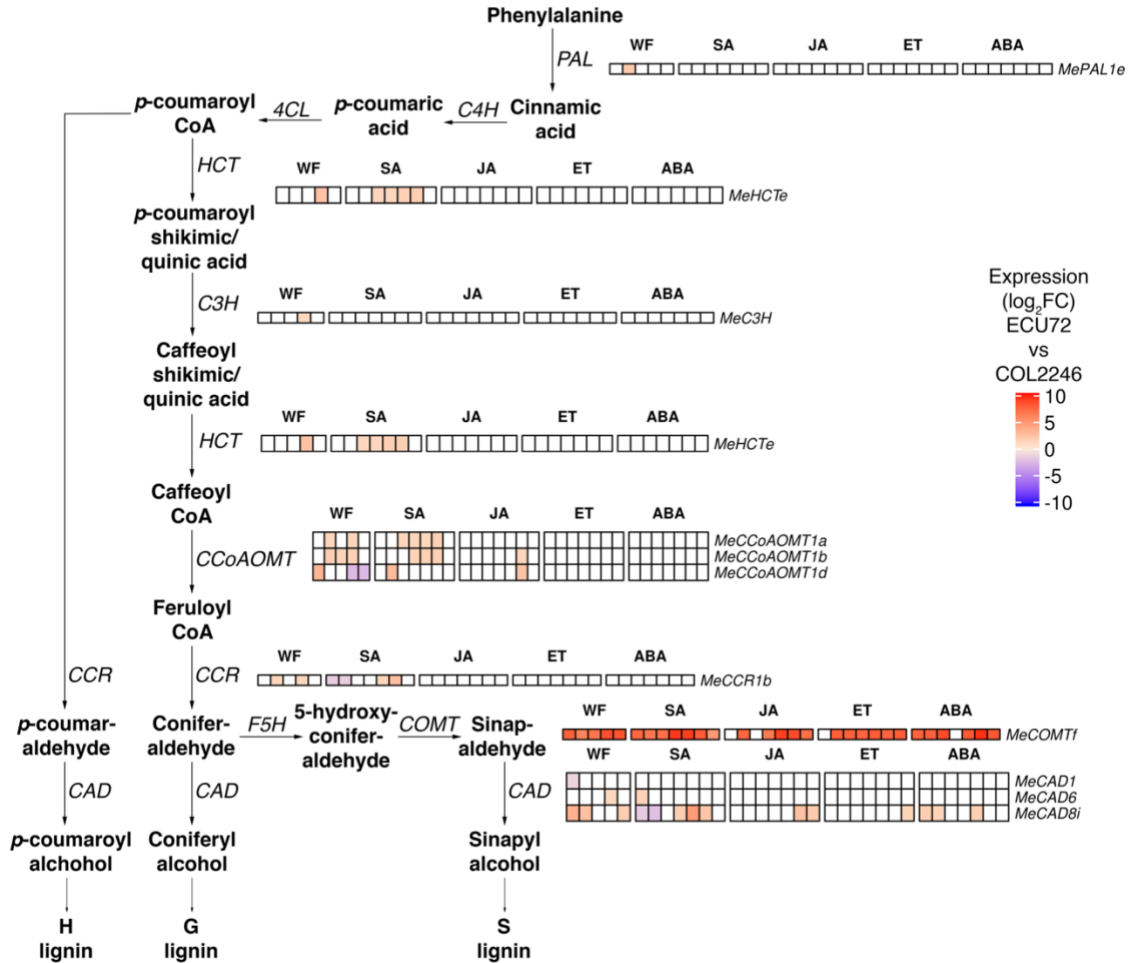 Phenylalanine
PAL
WF SA JA ET ABA
MePAL1e
p-coumaroyl
CoA
4CL
p-coumaric
acid
C4H
Cinnamic
acid
HCT
WF SA JA ET ABA
MeHCTe
p-coumaroyl
shikimic/
quinic acid
C3H
WF SA JA ET ABA
MeC3H
Caffeoyl
shikimic/
quinic acid
HCT
WF SA JA ET ABA
MeHCTe
Caffeoyl
CoA
CCoAOMT
WF SA JA ET ABA
MeCCoAOMT1a
MeCCoAOMT1b
MeCCoAOMT1d
Feruloyl
CoA
CCR
CCR
WF SA JA ET ABA
MeCCR1b
p-coumar-
aldehyde
Conifer-
aldehyde
F5H
5-hydroxy-
conifer-
aldehyde
COMT
Sinap-
aldehyde
WF SA JA ET ABA
MeCOMTf
WF SA JA ET ABA
MeCAD1
MeCAD6
MeCAD8i
CAD
CAD
CAD
p-coumaroyl
alchohol
Coniferyl
alcohol
Sinapyl
alcohol
H
lignin
G
lignin
S
lignin
Expression
(log2FC)
ECU72
vs
COL2246
10
5
0
-5
-10